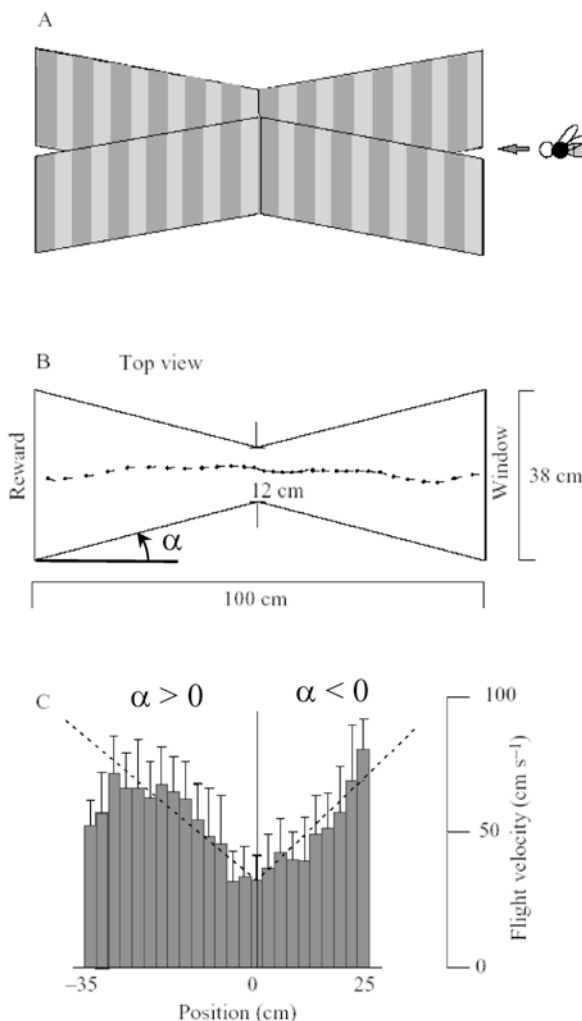 A
B Top view
Reward
Window
38 cm
12 cm
α
100 cm
C
α > 0 α < 0
100
50
0
Flight velocity (cm s⁻¹)
−35 0 25
Position (cm)